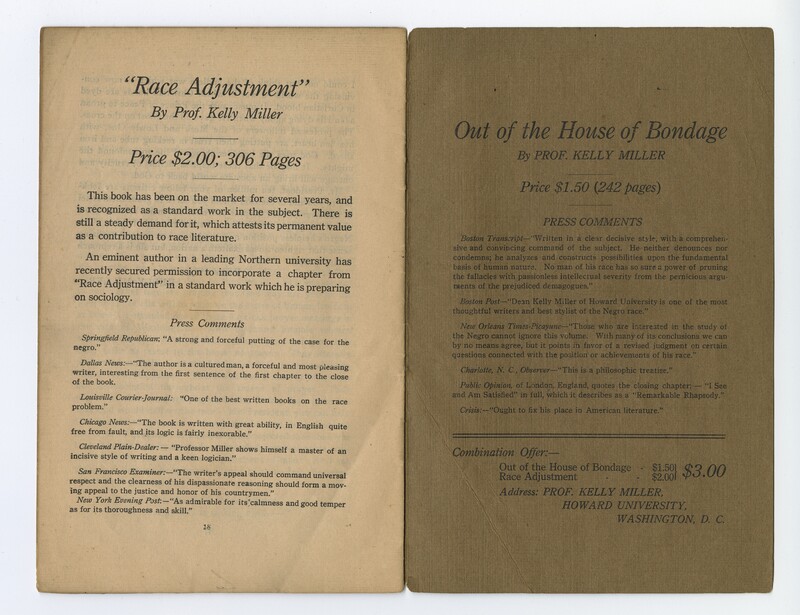 "Race Adjustment"
By Prof. Kelly Miller
Price $2.00; 306 Pages
This book has been on the market for several years, and
is recognized as a standard work in the subject. There is
still a steady demand for it, which attests its permanent value
as a contribution to race literature.
An eminent author in a leading Northern university has
recently secured permission to incorporate a chapter from
"Race Adjustment" in a standard work which he is preparing
on sociology.
Press Comments
Springfield Republican: "A strong and forceful putting of the case for the
negro."
Dallas News:—"The author is a cultured man, a forceful and most pleasing
writer, interesting from the first sentence of the first chapter to the close
of the book.
Louisville Courier-Journal: "One of the best written books on the race
problem."
Chicago News:—"The book is written with great ability, in English quite
free from fault, and its logic is fairly inexorable."
Cleveland Plain-Dealer:— "Professor Miller shows himself a master of an
incisive style of writing and a keen logician."
San Francisco Examiner:—"The writer's appeal should command universal
respect and the clearness of his dispassionate reasoning should form a mov-
ing appeal to the justice and honor of his countrymen."
New York Evening Post:—"As admirable for its calmness and good temper
as for its thoroughness and skill."
18
Out of the House of Bondage
By PROF. KELLY MILLER
Price $1.50 (242 pages)
PRESS COMMENTS
Boston Transcript—"Written in a clear decisive style, with a comprehen-
sive and convincing command of the subject. He neither denounces nor
condemns; he analyzes and constructs possibilities upon the fundamental
basis of human nature. No man of his race has so sure a power of pruning
the fallacies with passionless intellectual severity from the pernicious argu-
ments of the prejudiced demagogues."
Boston Post—"Dean Kelly Miller of Howard University is one of the most
thoughtful writers and best stylist of the Negro race."
New Orleans Times-Picayune—"Those who are interested in the study of
the Negro cannot ignore this volume. With many of its conclusions we can
by no means agree, but it points in favor of a revised judgment on certain
questions connected with the position or achievements of his race."
Charlotte, N. C., Observer—"This is a philosophic treatise."
Public Opinion, of London, England, quotes the closing chapter:— "I See
and Am Satisfied" in full, which it describes as a "Remarkable Rhapsody."
Crisis:—"Ought to fix his place in American literature."
Combination Offer:—
Out of the House of Bondage - $1.50
Race Adjustment - - $2.00
$3.00
Address: PROF. KELLY MILLER,
HOWARD UNIVERSITY,
WASHINGTON, D. C.